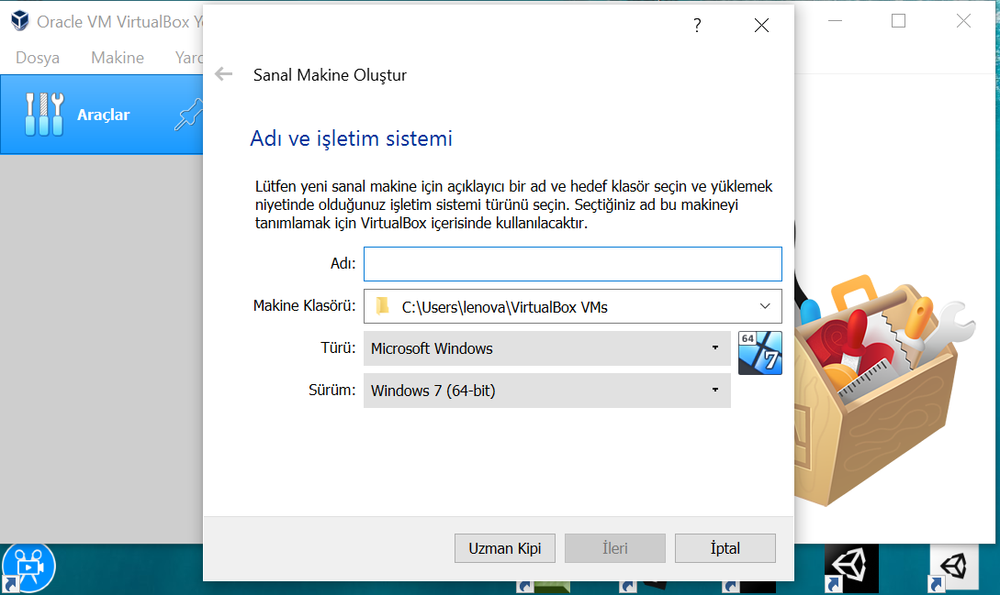 Oracle VM VirtualBox
Dosya Makine
Araçlar
?
Sanal Makine Oluştur
Adı ve işletim sistemi
Lütfen yeni sanal makine için açıklayıcı bir ad ve hedef klasör seçin ve yüklemek
niyetinde olduğunuz işletim sistemi türünü seçin. Seçtiğiniz ad bu makineyi
tanımlamak için VirtualBox içerisinde kullanılacaktır.
Adı:
Makine Klasörü: C:\Users\lenova\VirtualBox VMs
Türü: Microsoft Windows
64
7
Sürüm: Windows 7 (64-bit)
Uzman Kipi İleri İptal